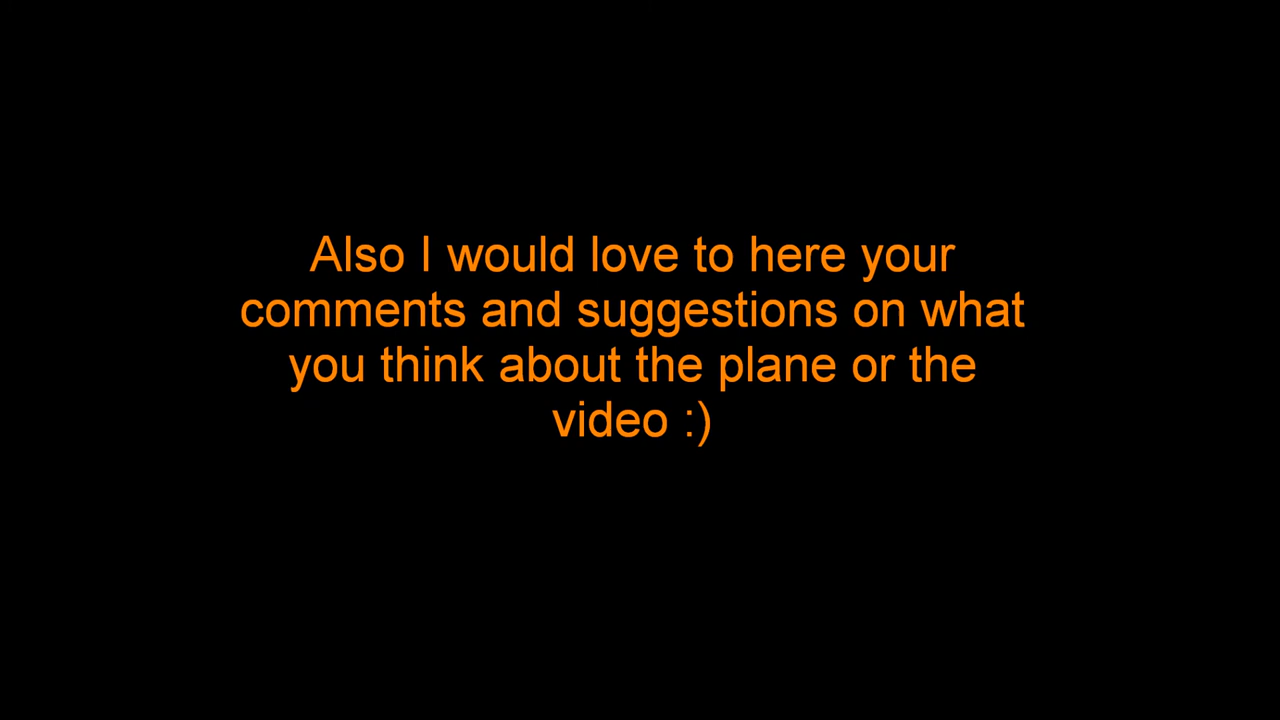 Also I would love to here your
comments and suggestions on what
you think about the plane or the
video :)